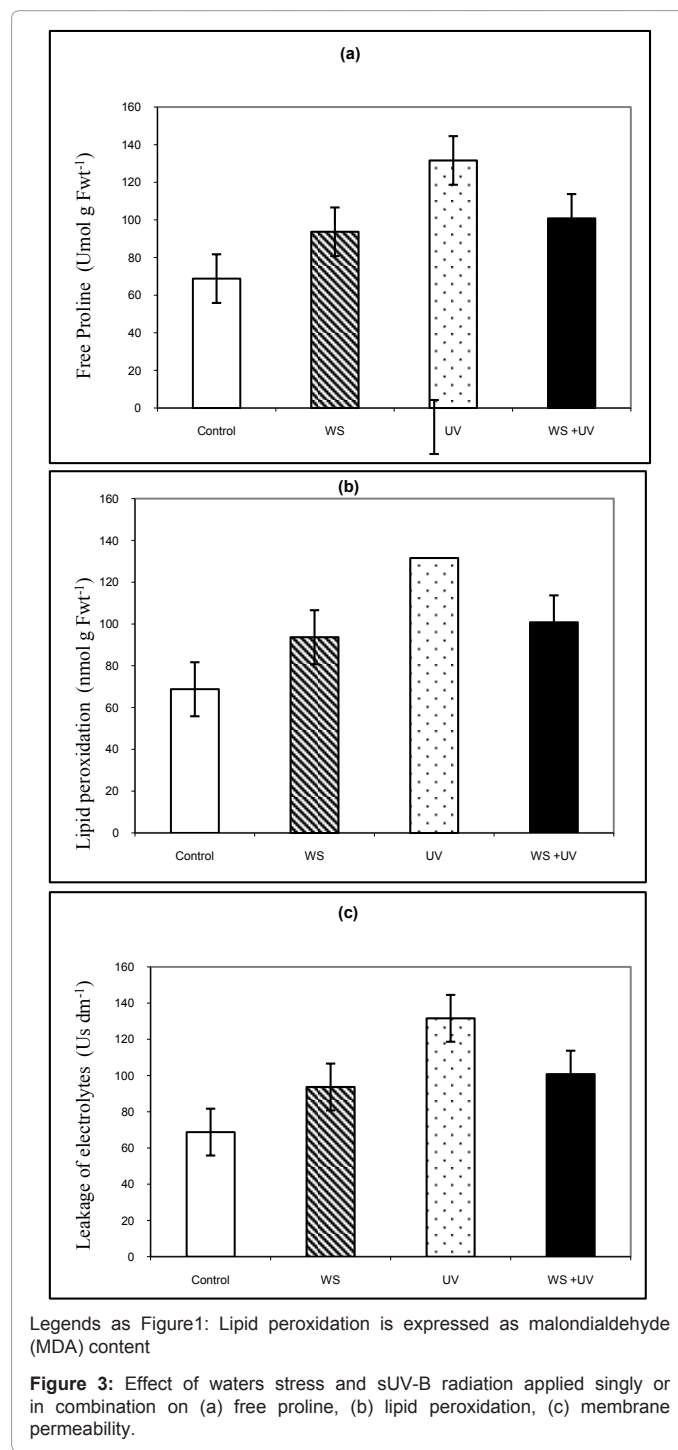 (a)
Free Proline (Umol g Fwt-1)
160
140
120
100
80
60
40
20
0
Control WS UV WS +UV
(b)
Lipid peroxidation (nmol g Fwt-1)
160
140
120
100
80
60
40
20
0
Control WS UV WS +UV
(c)
Leakage of electrolytes (Us dm-1)
160
140
120
100
80
60
40
20
0
Control WS UV WS +UV
Legends as Figure1: Lipid peroxidation is expressed as malondialdehyde
(MDA) content
Figure 3: Effect of waters stress and sUV-B radiation applied singly or
in combination on (a) free proline, (b) lipid peroxidation, (c) membrane
permeability.